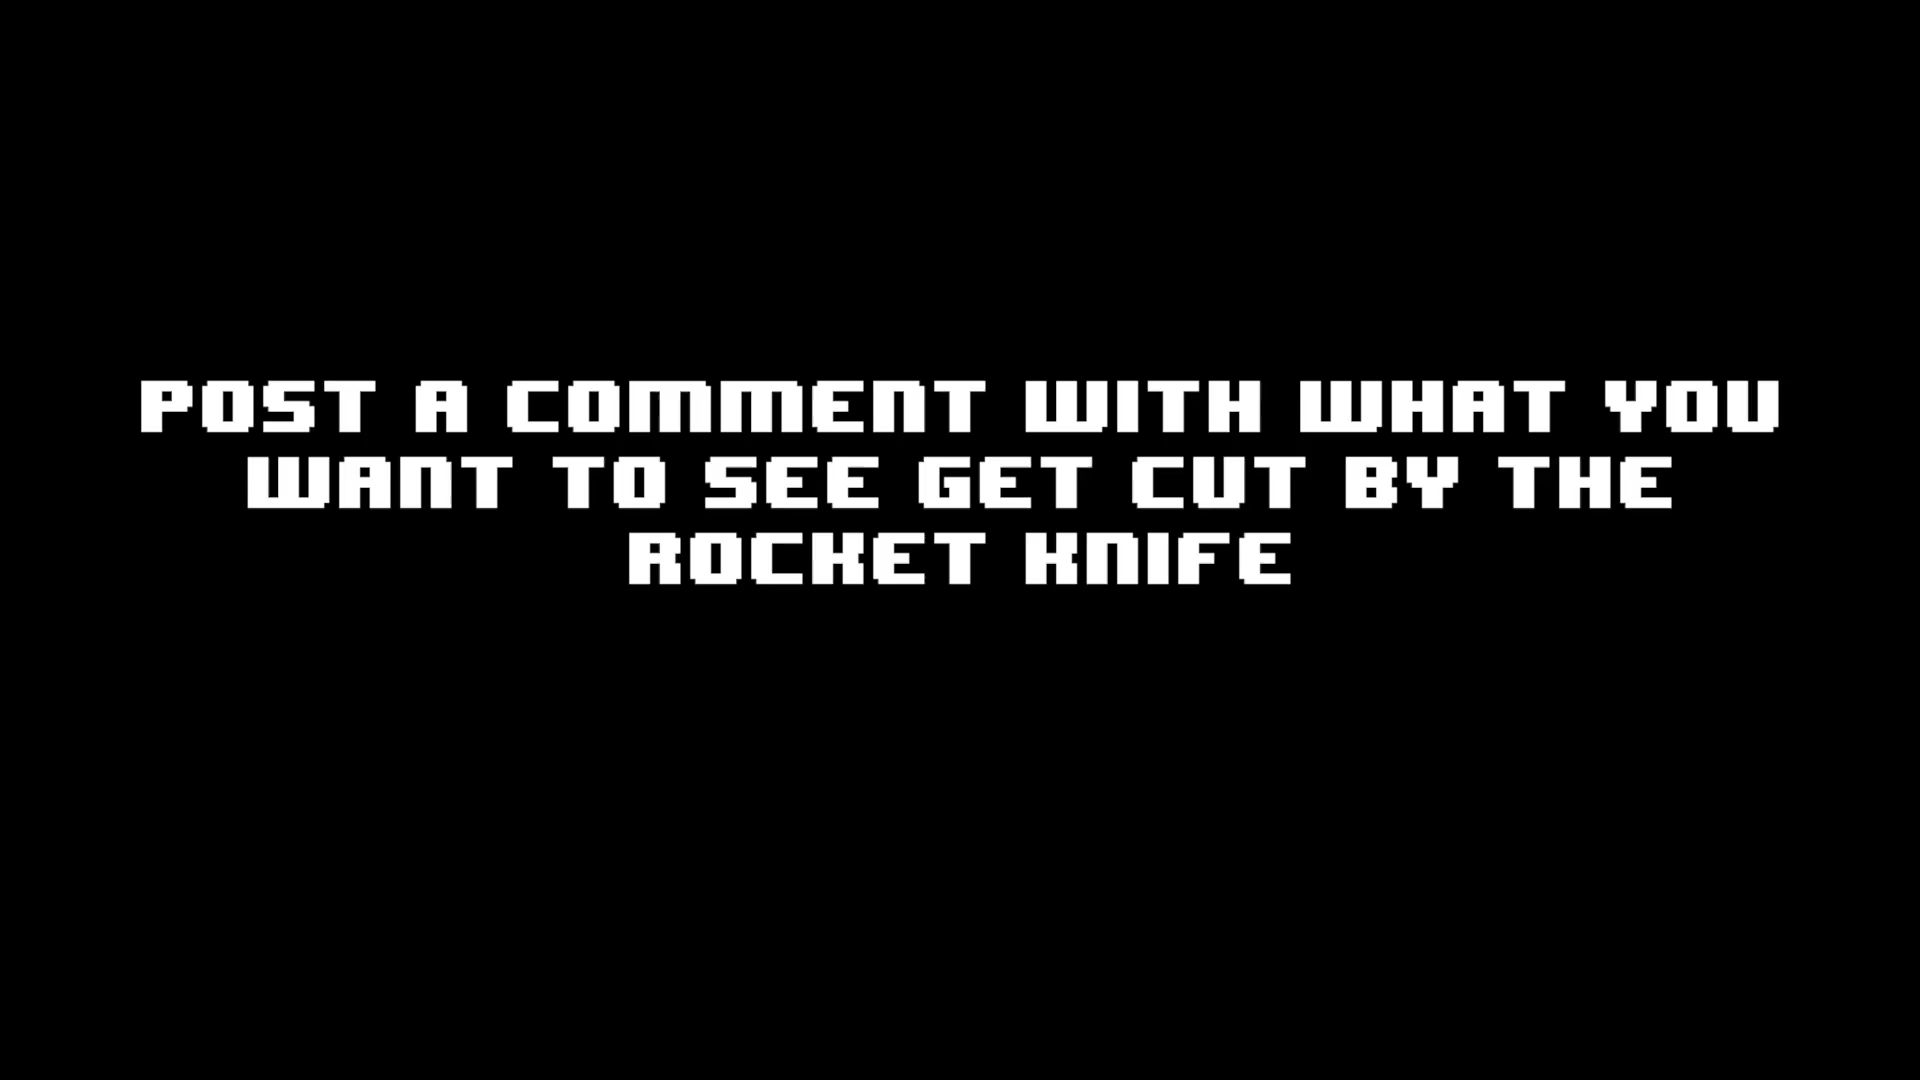 POST A COMMENT WITH WHAT YOU
WANT TO SEE GET CUT BY THE
ROCKET KNIFE